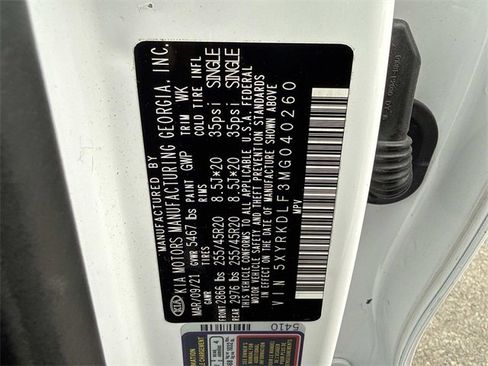 MANUFACTURED BY
KIA MOTORS MANUFACTURING GEORGIA, INC.
MAR/09/21 PAINT GWP TRIM WK
GVWR 5467 lbs
GAWR TIRES RIMS COLD TIRE INFL
FRONT 2866 lbs 255/45R20 8.5J*20 35psi SINGLE
REAR 2976 lbs 255/45R20 8.5J*20 35psi SINGLE
THIS VEHICLE CONFORMS TO ALL APPLICABLE U.S.A. FEDERAL
MOTOR VEHICLE SAFETY AND THEFT PREVENTION STANDARDS
IN EFFECT ON THE DATE OF MANUFACTURE SHOWN ABOVE
VIN 5XYRKDLF3MG040260
MPV
KIA
5410